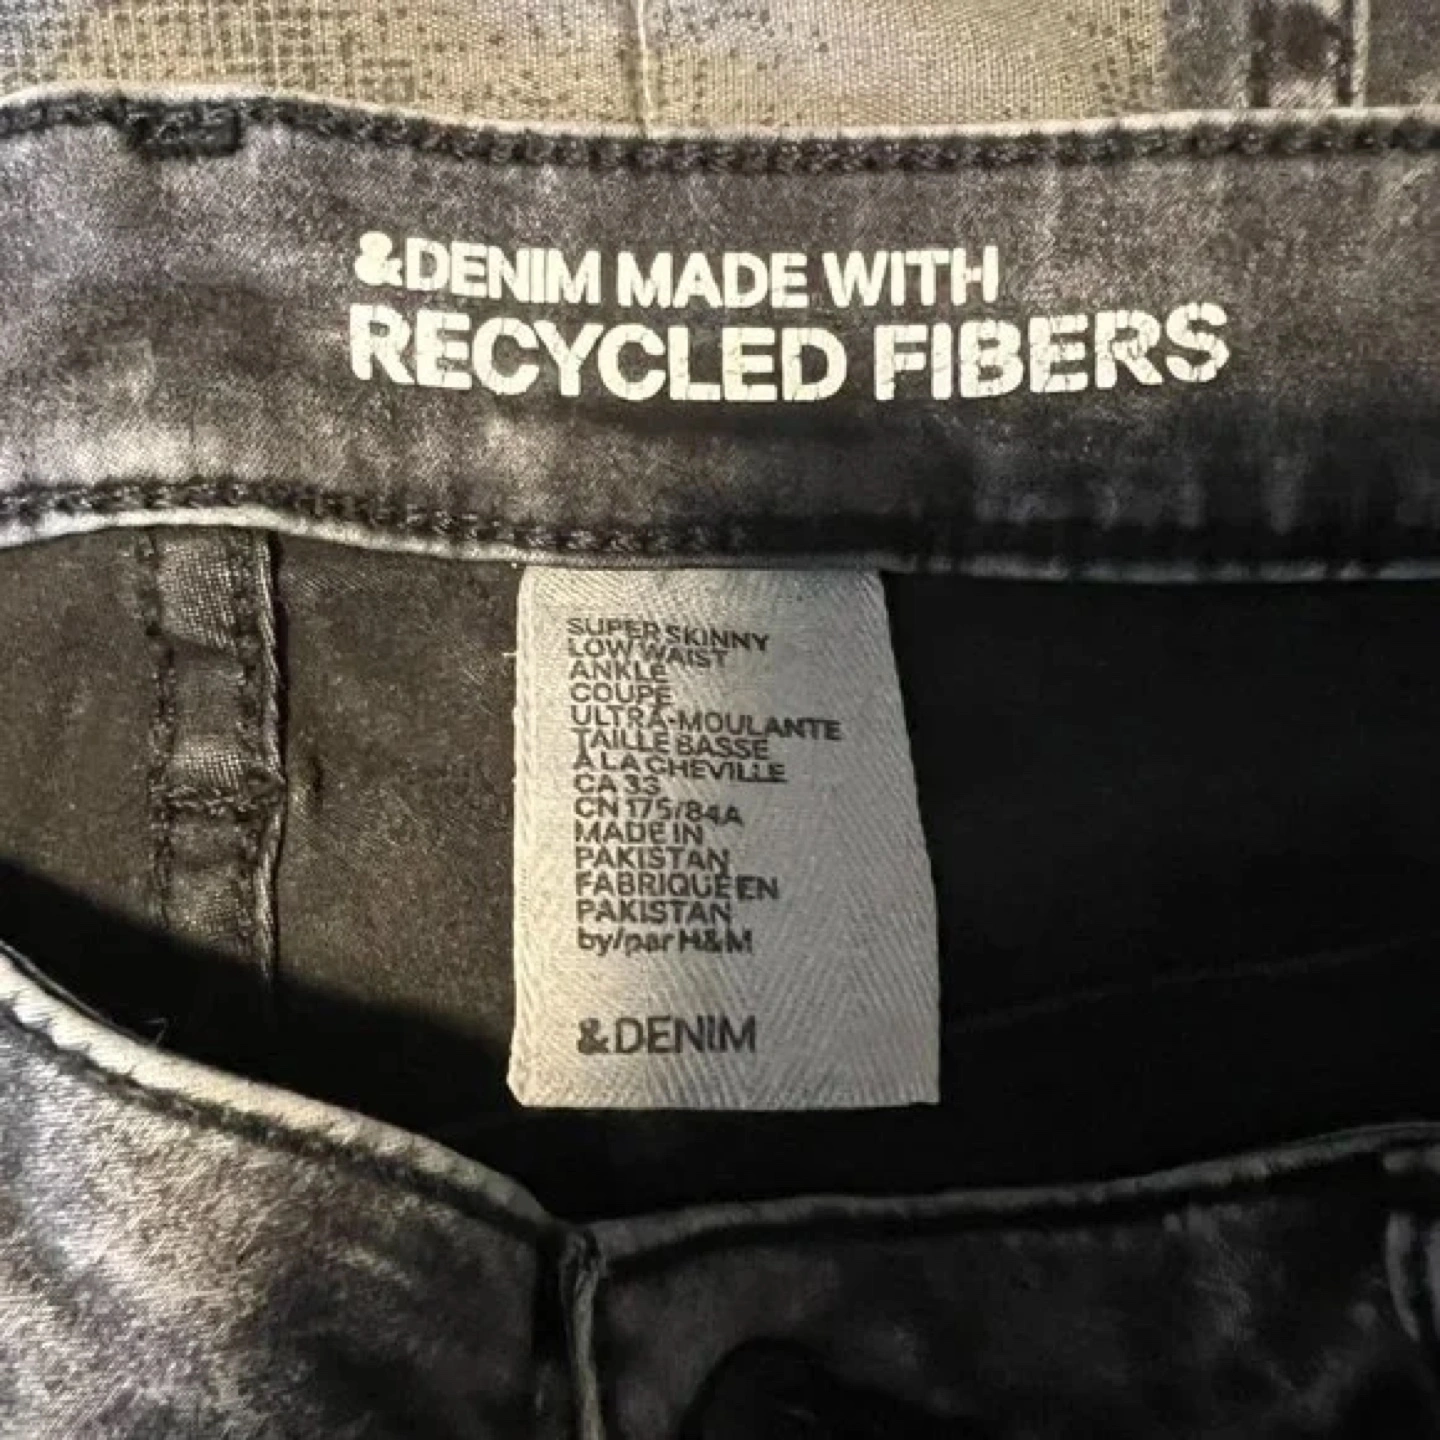 &DENIM MADE WITH
RECYCLED FIBERS
SUPER SKINNY
LOW WAIST
ANKLE
COUPE
ULTRA-MOULANTE
TAILLE BASSE
À LA CHEVILLE
CA 33
CN 175/84A
MADE IN
PAKISTAN
FABRIQUÉ EN
PAKISTAN
by/par H&M
&DENIM